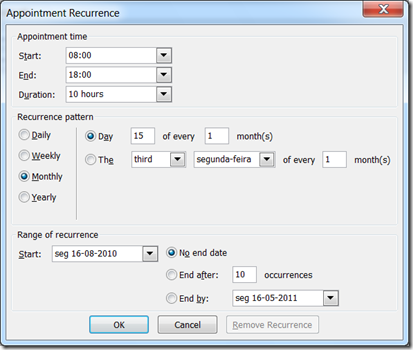 Appointment Recurrence
Appointment time
Start: 08:00
End: 18:00
Duration: 10 hours
Recurrence pattern
Daily
Weekly
Monthly
Yearly
Day 15 of every 1 month(s)
The third segunda-feira of every 1 month(s)
Range of recurrence
Start: seg 16-08-2010
No end date
End after: 10 occurrences
End by: seg 16-05-2011
OK Cancel Remove Recurrence